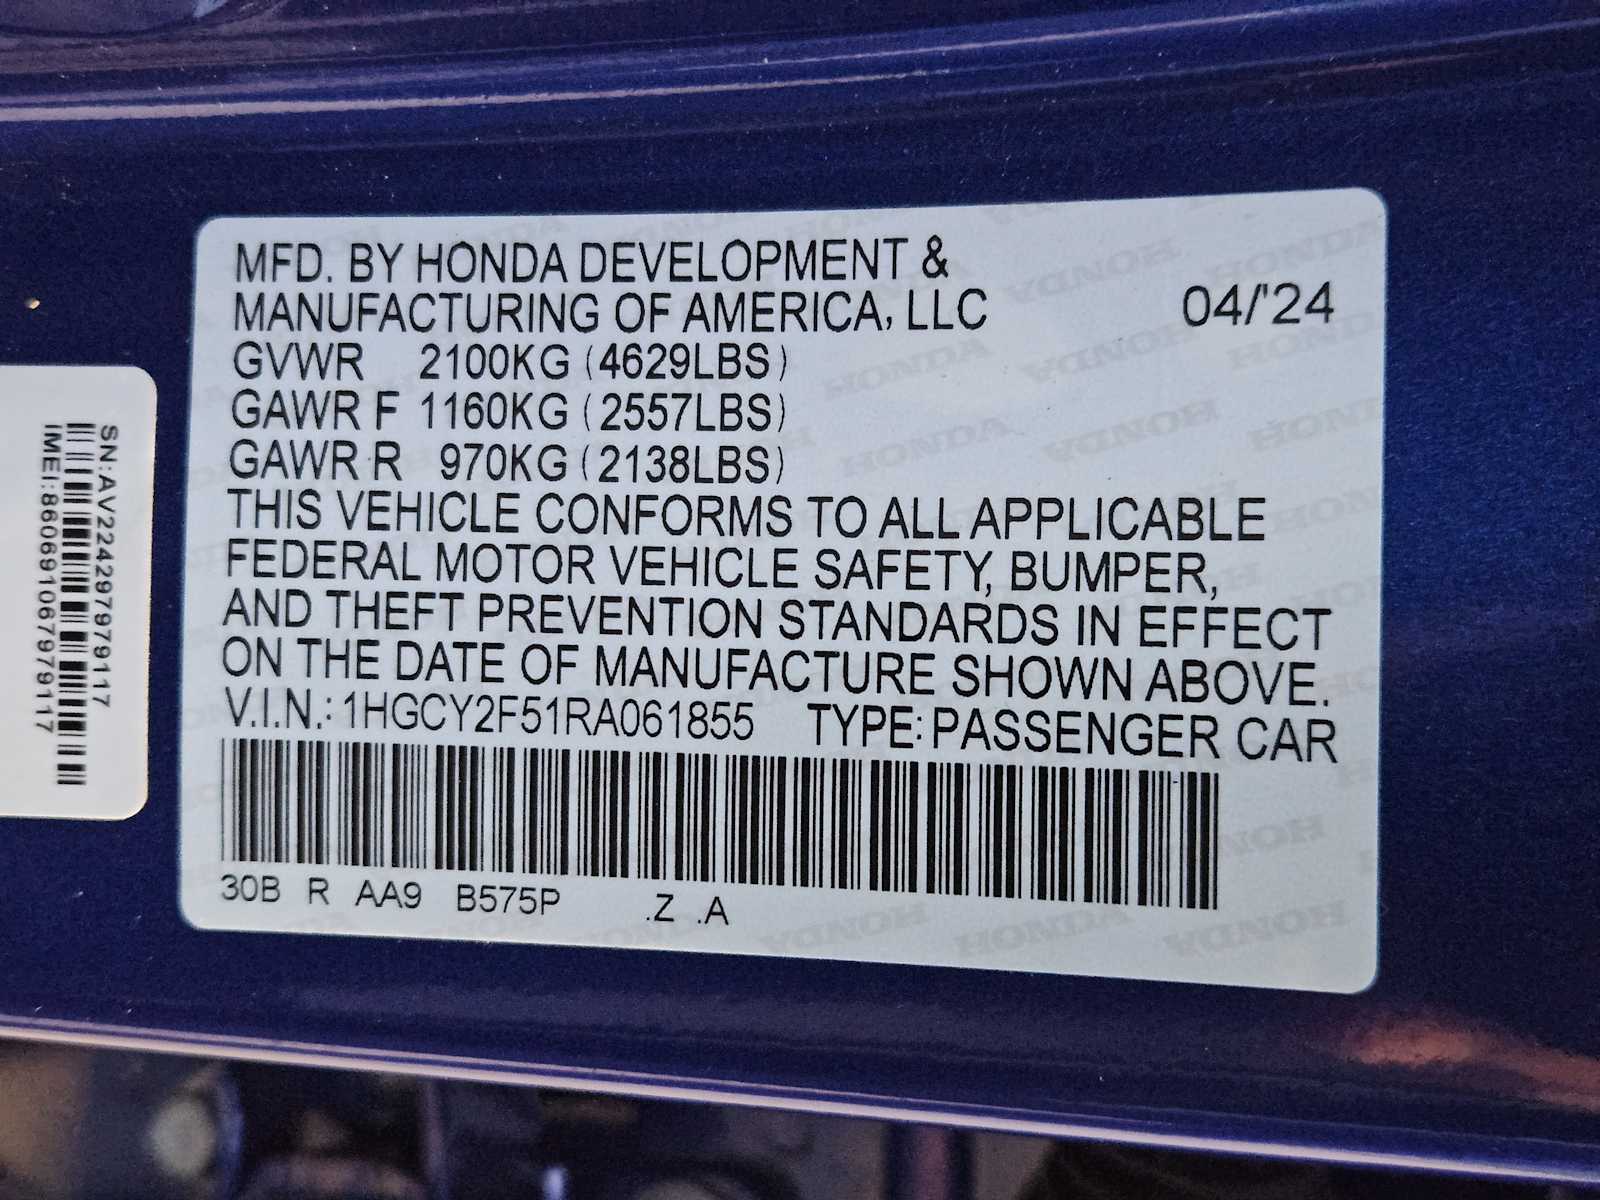 MFD. BY HONDA DEVELOPMENT &
MANUFACTURING OF AMERICA, LLC 04/'24
GVWR 2100KG (4629LBS)
GAWR F 1160KG (2557LBS)
GAWR R 970KG (2138LBS)
THIS VEHICLE CONFORMS TO ALL APPLICABLE
FEDERAL MOTOR VEHICLE SAFETY, BUMPER,
AND THEFT PREVENTION STANDARDS IN EFFECT
ON THE DATE OF MANUFACTURE SHOWN ABOVE.
V.I.N.: 1HGCY2F51RA061855 TYPE: PASSENGER CAR
30B R AA9 B575P .Z .A
SN:AV22429797979117
IMEI:860691067979117